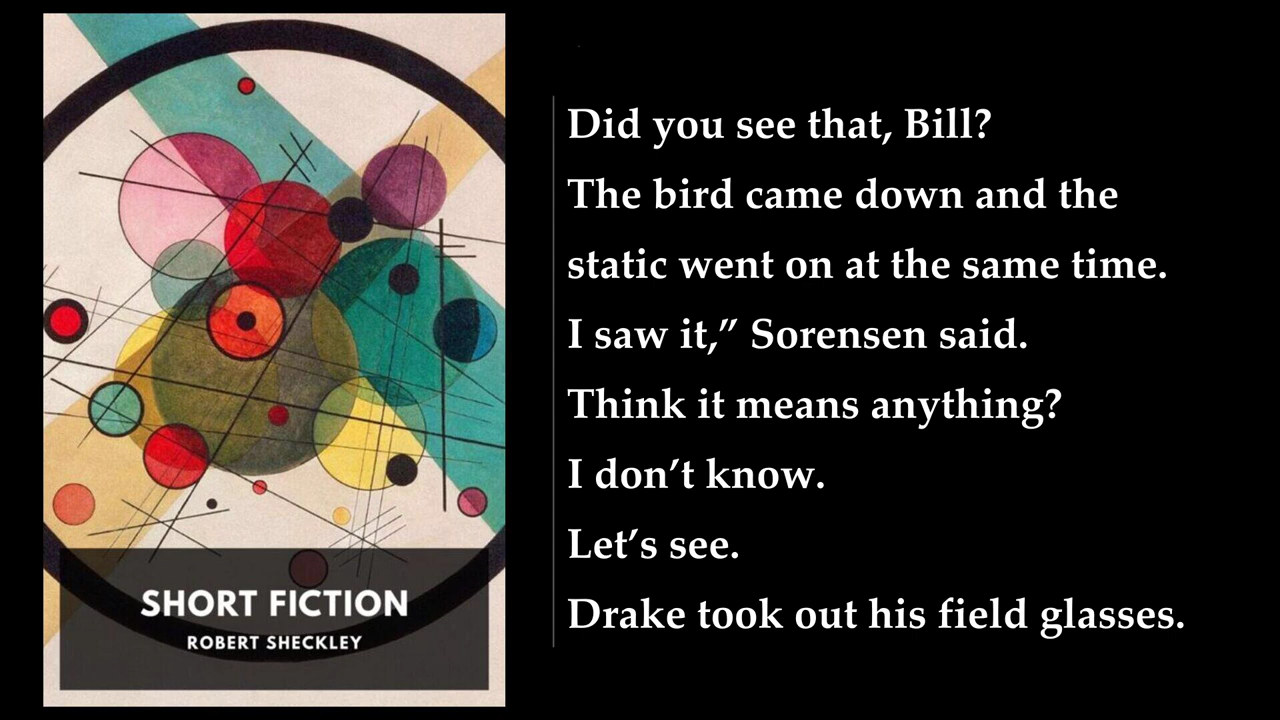 SHORT FICTION
ROBERT SHECKLEY
Did you see that, Bill?
The bird came down and the
static went on at the same time.
I saw it,” Sorensen said.
Think it means anything?
I don’t know.
Let’s see.
Drake took out his field glasses.